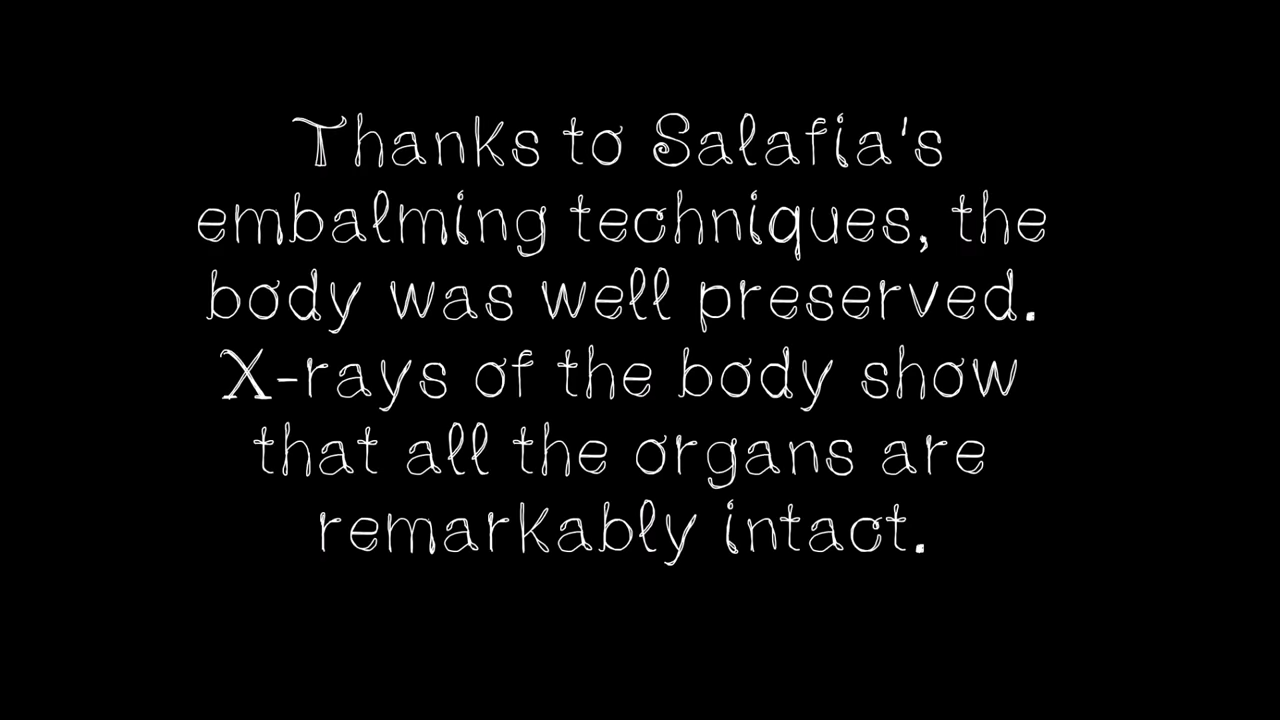 Thanks to Salafia's
embalming techniques, the
body was well preserved.
X-rays of the body show
that all the organs are
remarkably intact.